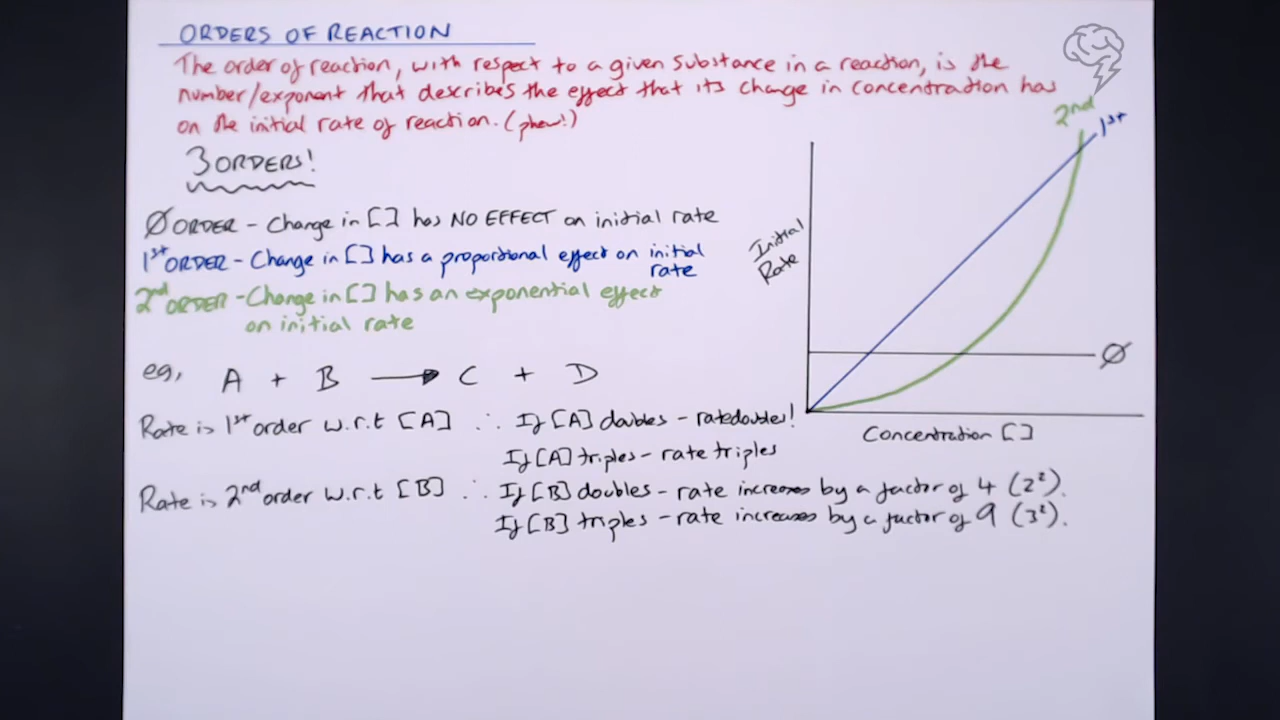 ORDERS OF REACTION
The order of reaction, with respect to a given substance in a reaction, is the
number/exponent that describes the effect that its change in concentration has
on the initial rate of reaction. (phew!)
3 ORDERS!
Ø ORDER - Change in [] has NO EFFECT on initial rate
1st ORDER - Change in [] has a proportional effect on initial
rate
2nd ORDER - Change in [] has an exponential effect
on initial rate
eg, A + B → C + D
Rate is 1st order w.r.t [A] ∴ If [A] doubles - rate doubles!
If [A] triples - rate triples
Rate is 2nd order w.r.t [B] ∴ If [B] doubles - rate increases by a factor of 4 (2²).
If [B] triples - rate increases by a factor of 9 (3²).
2nd
1st
Initial
Rate
Ø
Concentration []